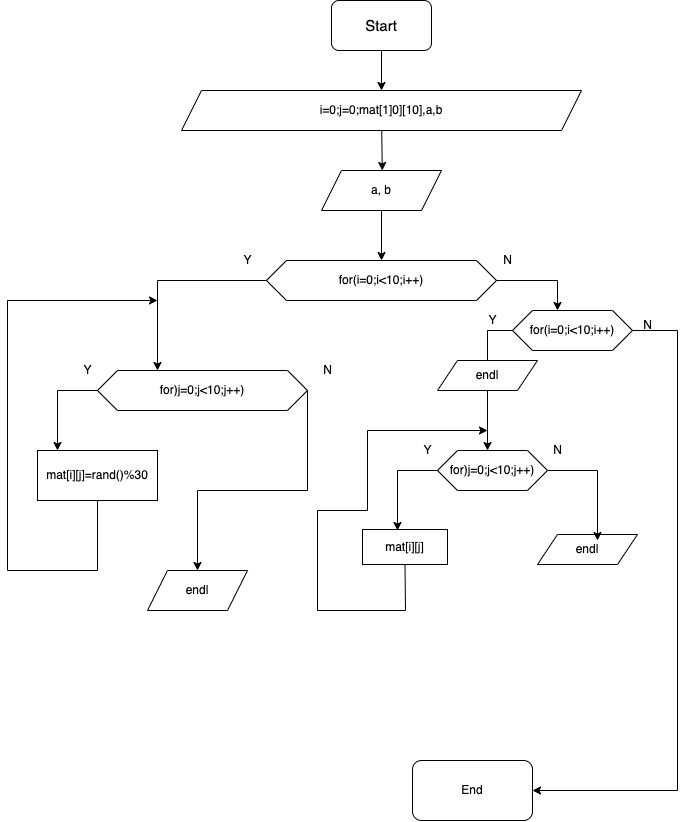 Start
i=0;j=0;mat[1]0][10],a,b
a, b
Y
for(i=0;i<10;i++)
N
Y
for(i=0;i<10;i++)
N
Y
for)j=0;j<10;j++)
N
endl
mat[i][j]=rand()%30
Y
for)j=0;j<10;j++)
N
mat[i][j]
endl
endl
End